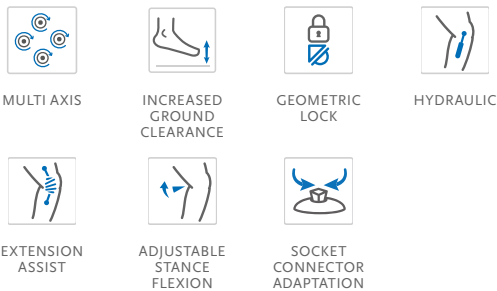 MULTI AXIS
INCREASED
GROUND
CLEARANCE
GEOMETRIC
LOCK
HYDRAULIC
EXTENSION
ASSIST
ADJUSTABLE
STANCE
FLEXION
SOCKET
CONNECTOR
ADAPTATION